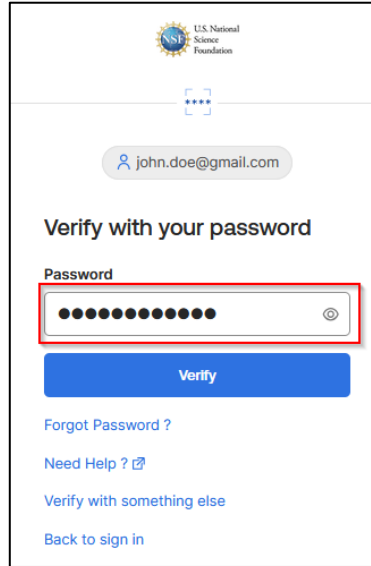 NSF
U.S. National
Science
Foundation
****
john.doe@gmail.com
Verify with your password
Password
●●●●●●●●●●●●
Verify
Forgot Password ?
Need Help ?
Verify with something else
Back to sign in